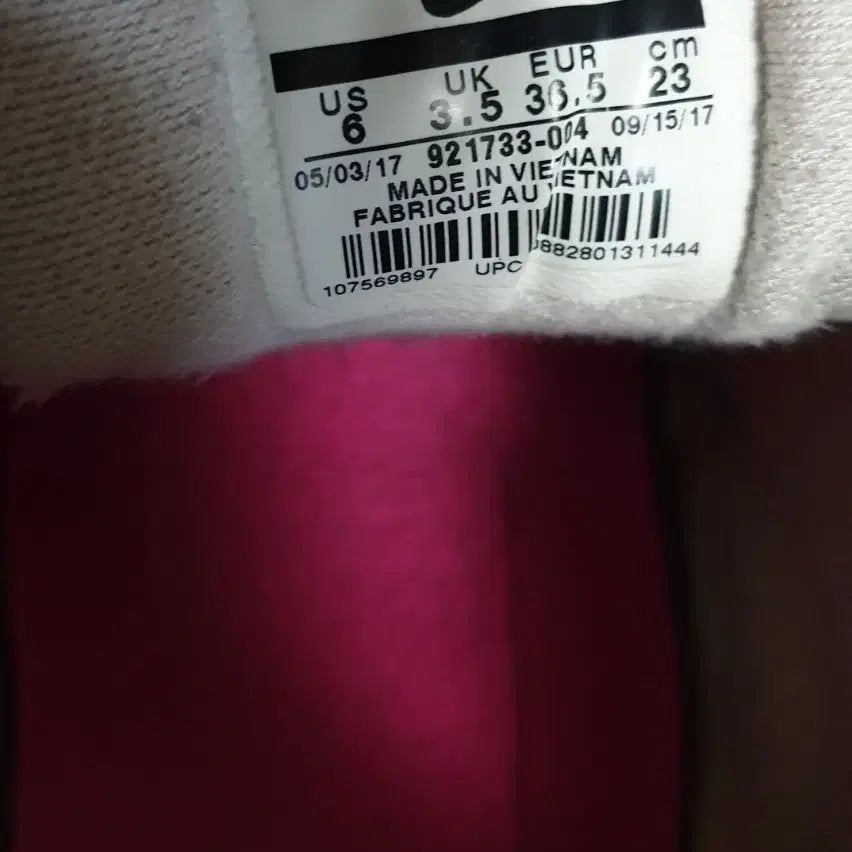 US UK EUR cm
6 3.5 36.5 23
05/03/17 921733-004 09/15/17
MADE IN VIETNAM
FABRIQUE AU VIETNAM
107569897 UPC 882801311444